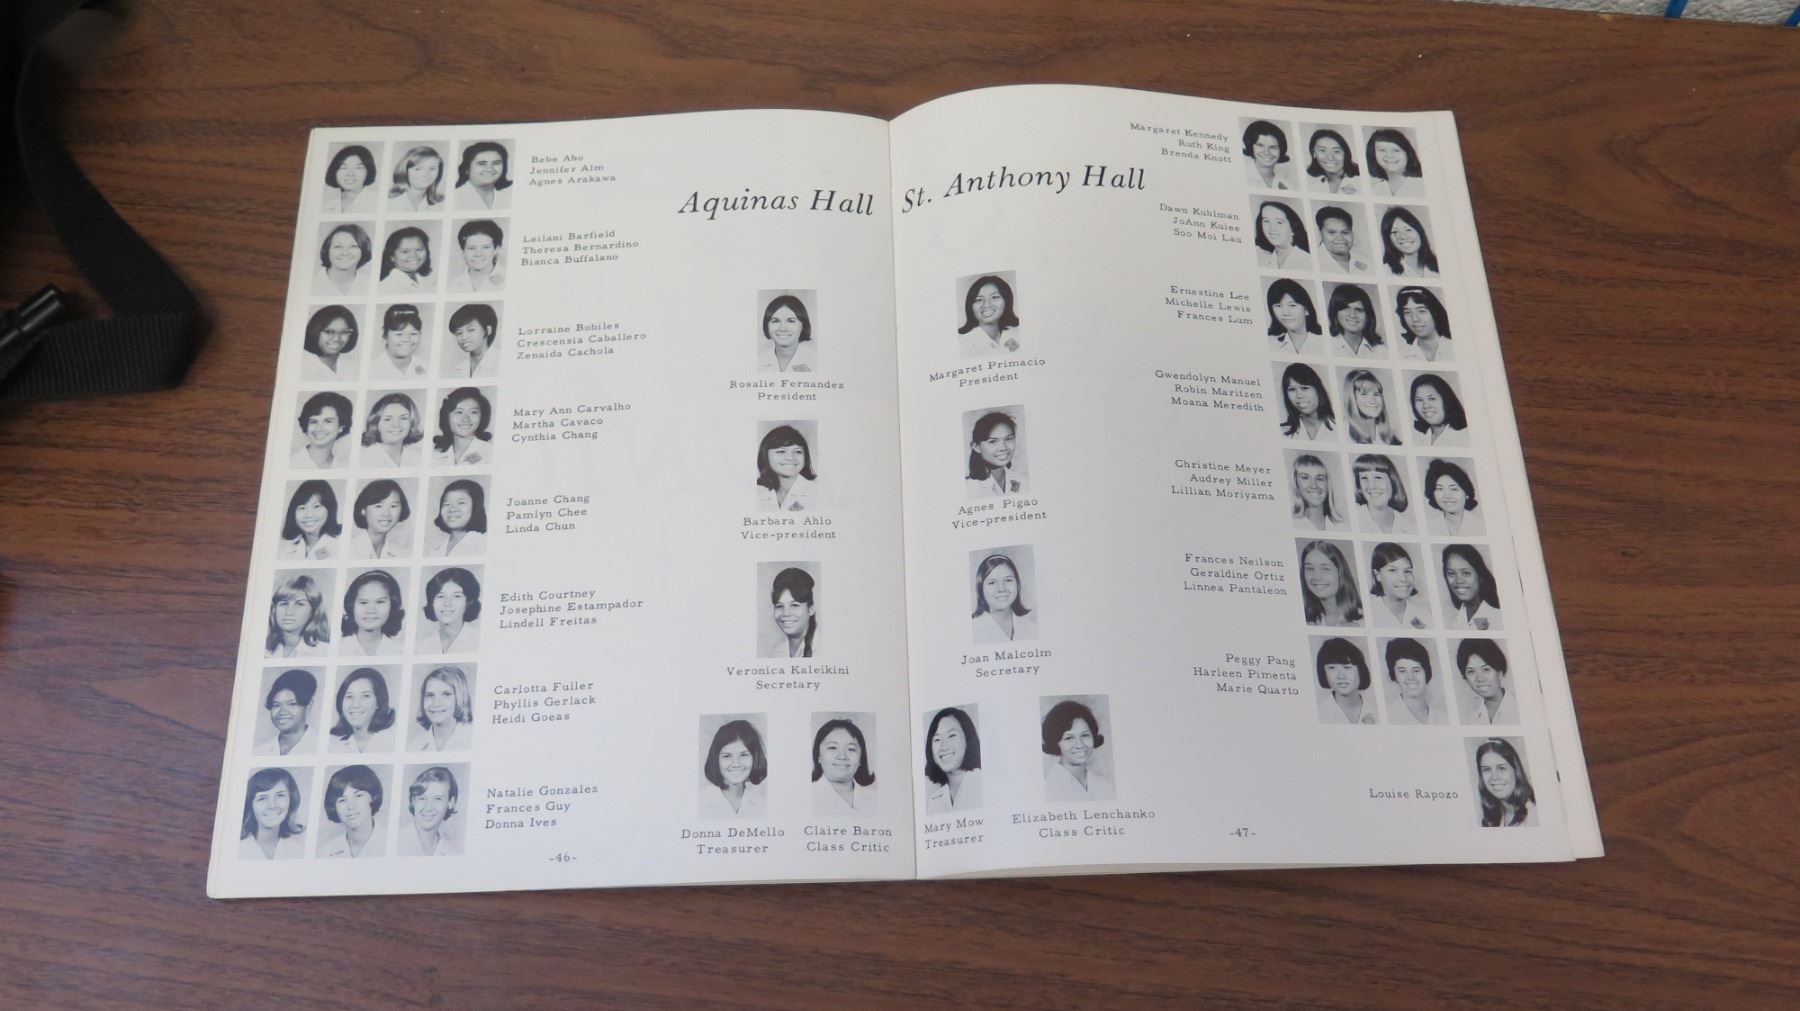 Bebe Abo
Jennifer Alm
Agnes Arakawa
Leilani Barfield
Theresa Bernardino
Bianca Buffalano
Lorraine Bobiles
Crescensia Caballero
Zenaida Cachola
Mary Ann Carvalho
Martha Cavaco
Cynthia Chang
Joanne Chang
Pamlyn Chee
Linda Chun
Edith Courtney
Josephine Estampador
Lindell Freitas
Carlotta Fuller
Phyllis Gerlack
Heidi Goeas
Natalie Gonzalez
Frances Guy
Donna Ives
-46-
Aquinas Hall
Rosalie Fernandez
President
Barbara Ahlo
Vice-president
Veronica Kaleikini
Secretary
Donna DeMello
Treasurer
Claire Baron
Class Critic
St. Anthony Hall
Margaret Primacio
President
Agnes Pigao
Vice-president
Joan Malcolm
Secretary
Mary Mow
Treasurer
Elizabeth Lenchanko
Class Critic
Margaret Kennedy
Ruth King
Brenda Knott
Dawn Kuhlman
JoAnn Kuiee
Soo Moi Lau
Ernestine Lee
Michelle Lewis
Frances Lum
Gwendolyn Manuel
Robin Maritzen
Moana Meredith
Christine Meyer
Audrey Miller
Lillian Moriyama
Frances Neilson
Geraldine Ortiz
Linnea Pantaleon
Peggy Pang
Harleen Pimenta
Marie Quarto
Louise Rapozo
-47-